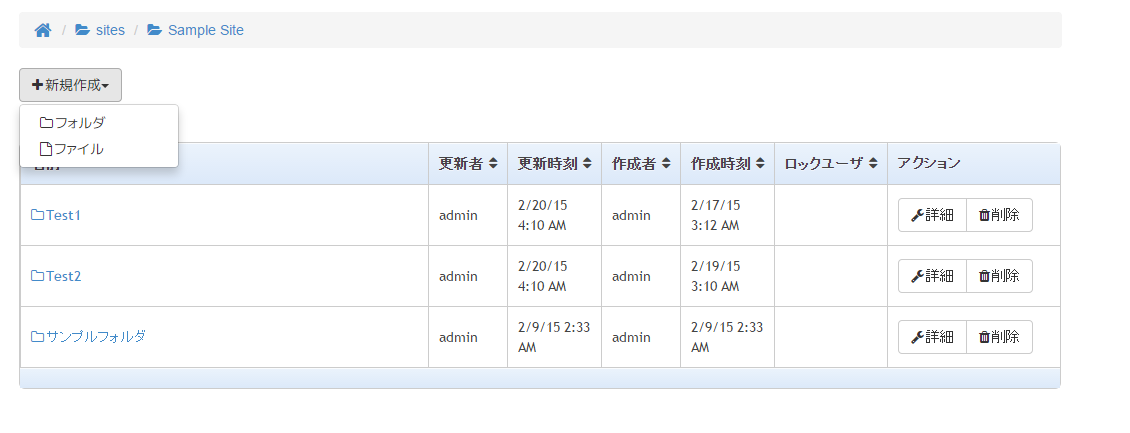 / sites / Sample Site
新規作成
フォルダ
ファイル
更新者 更新時刻 作成者 作成時刻 ロックユーザ アクション
Test1 admin 2/20/15 4:10 AM admin 2/17/15 3:12 AM 詳細 削除
Test2 admin 2/20/15 4:10 AM admin 2/19/15 3:10 AM 詳細 削除
サンプルフォルダ admin 2/9/15 2:33 AM admin 2/9/15 2:33 AM 詳細 削除